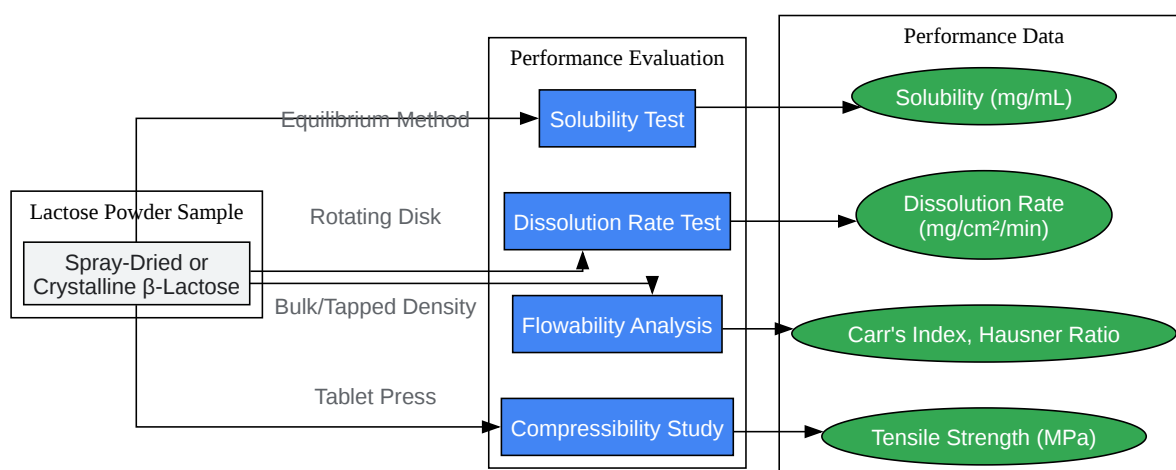 Performance Data
Performance Evaluation
Solubility (mg/mL)
Equilibrium Method
Solubility Test
Lactose Powder Sample
Rotating Disk
Dissolution Rate Test
Dissolution Rate
(mg/cm²/min)
Spray-Dried or
Crystalline β-Lactose
Bulk/Tapped Density
Flowability Analysis
Carr's Index, Hausner Ratio
Tablet Press
Compressibility Study
Tensile Strength (MPa)